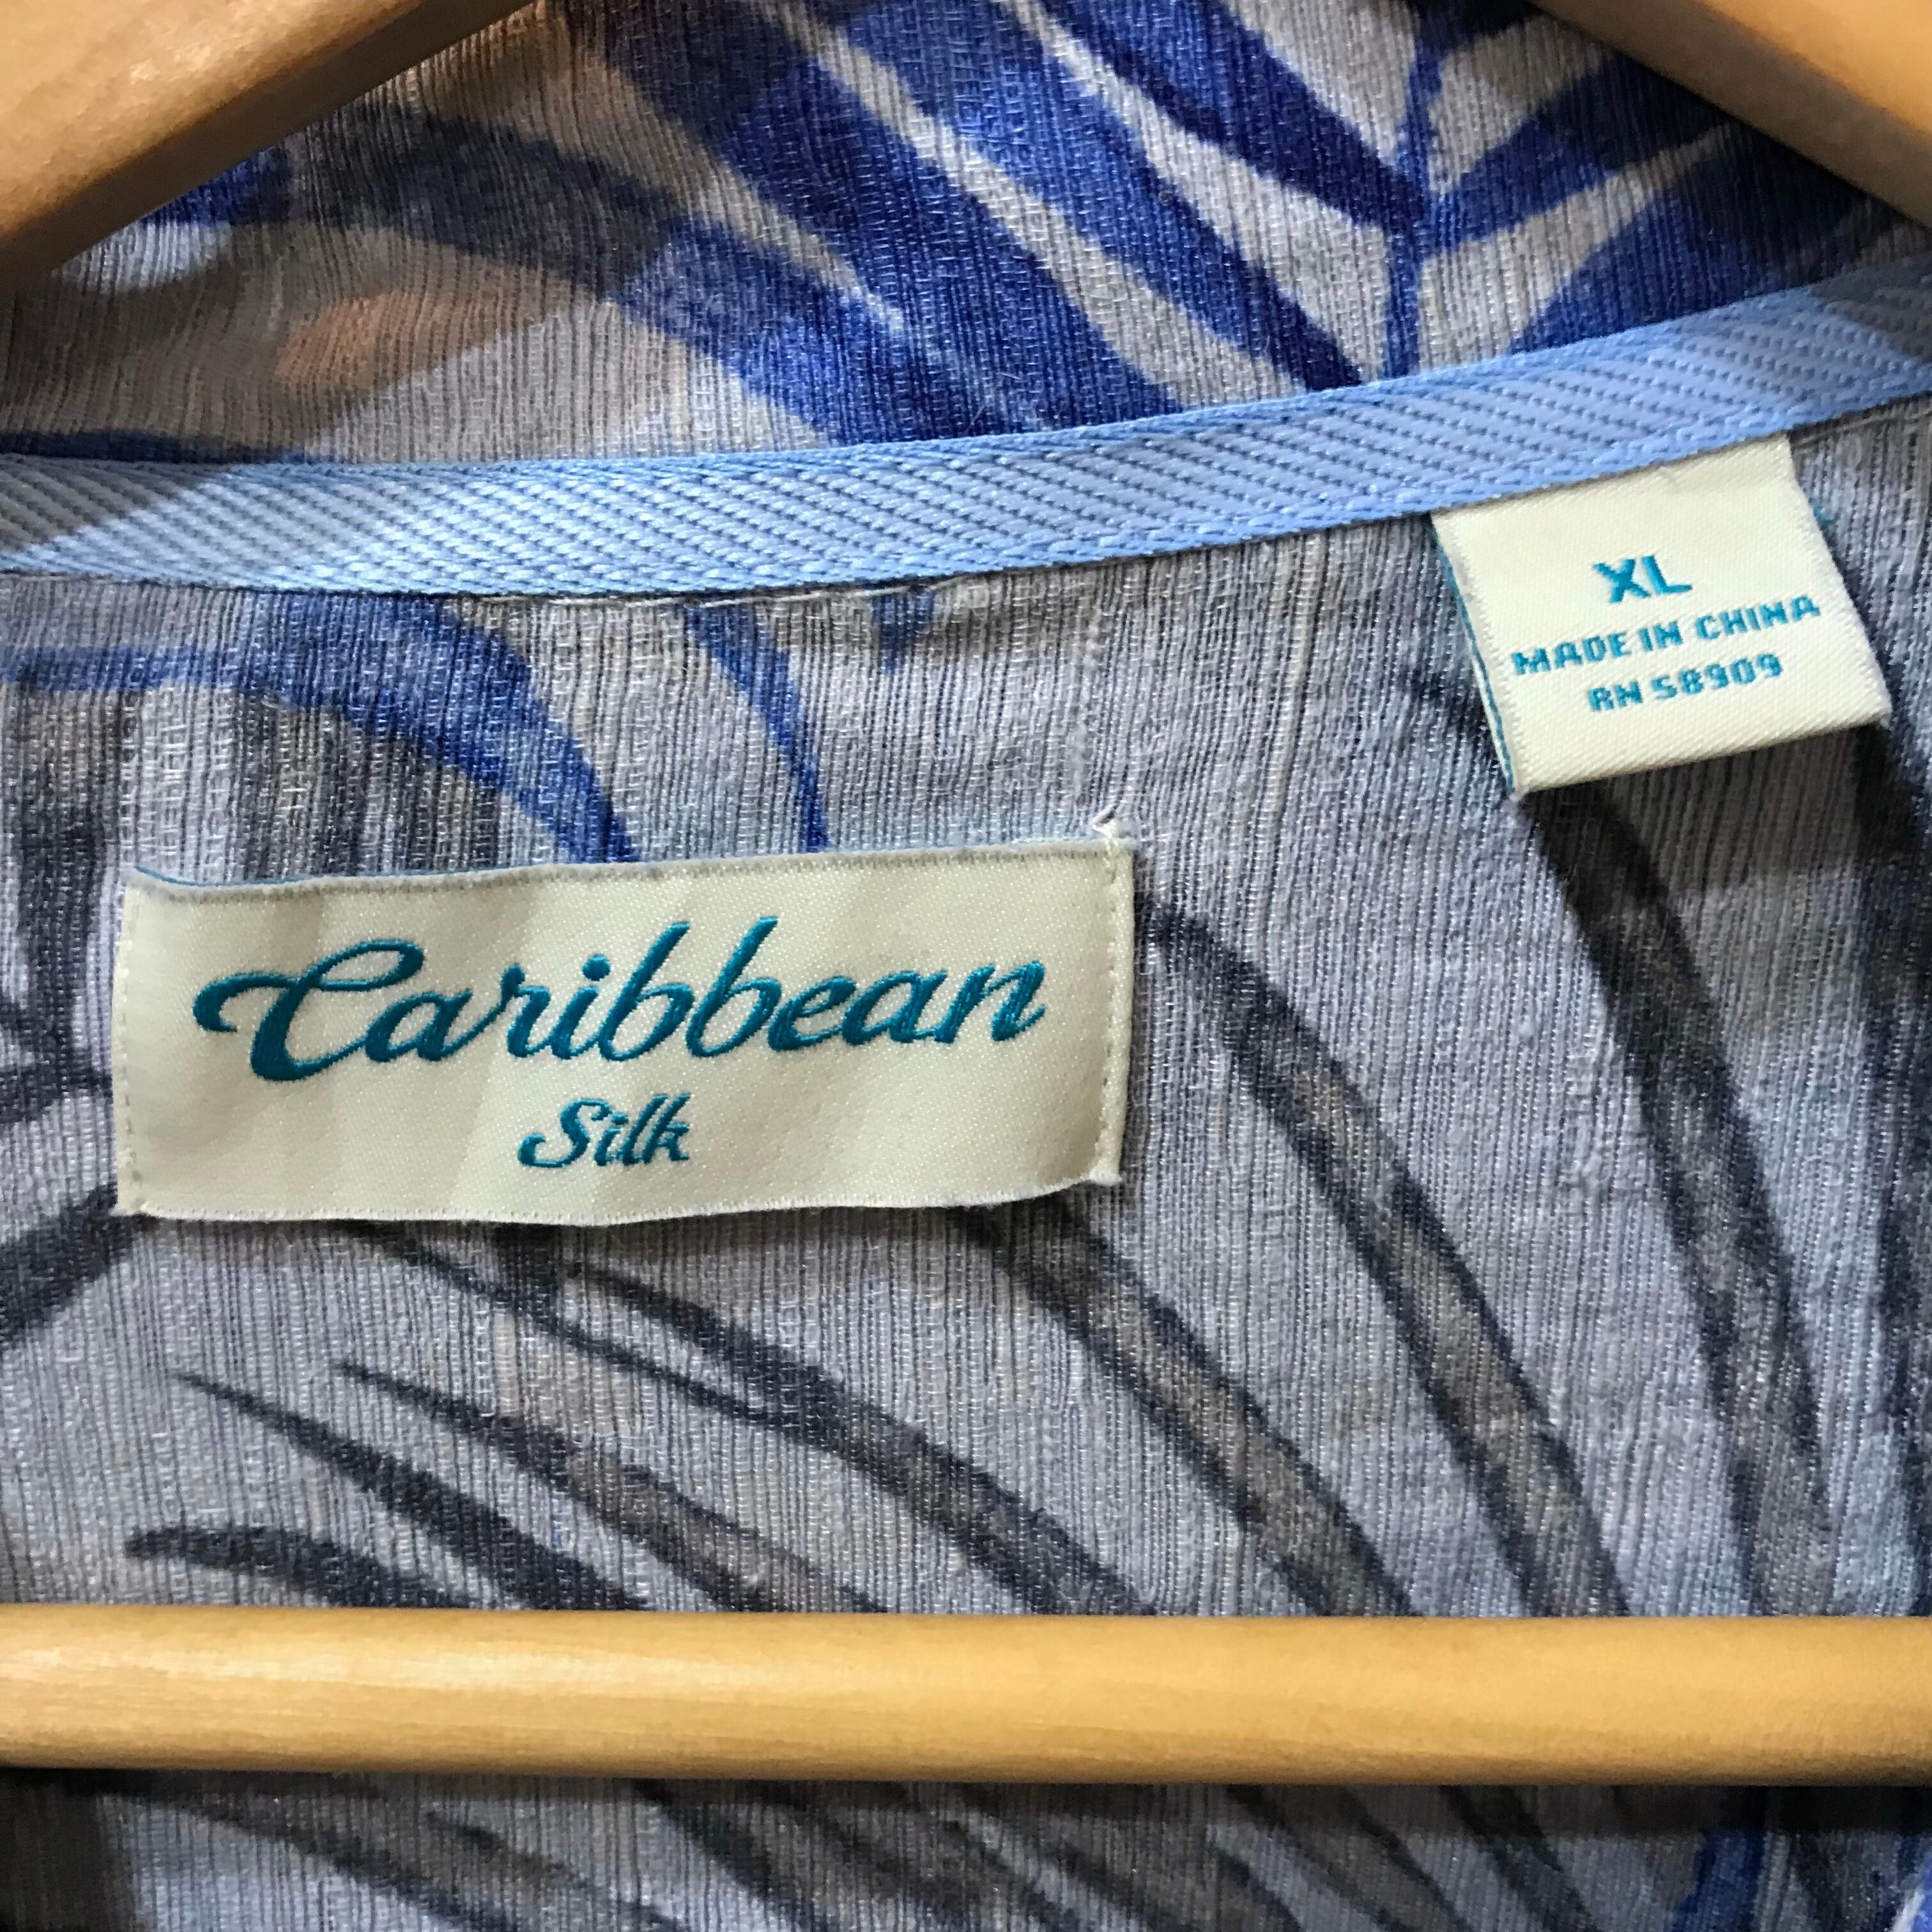 XL
MADE IN CHINA
RN 58909
Caribbean
Silk